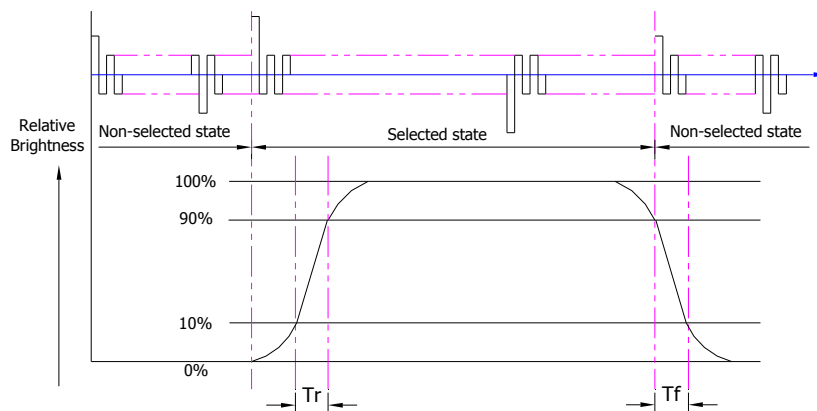 Relative
Brightness
Non-selected state
Selected state
Non-selected state
100%
90%
10%
0%
Tr
Tf